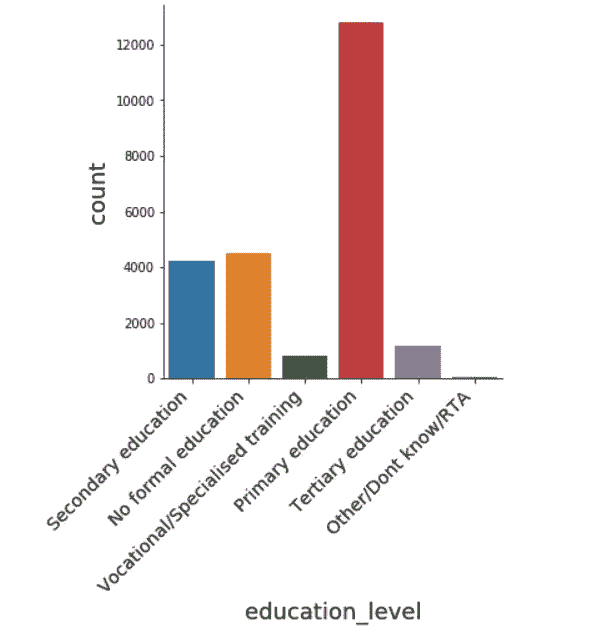 12000
10000
8000
6000
4000
2000
0
count
Secondary education
No formal education
Vocational/Specialised training
Primary education
Tertiary education
Other/Dont know/RTA
education_level